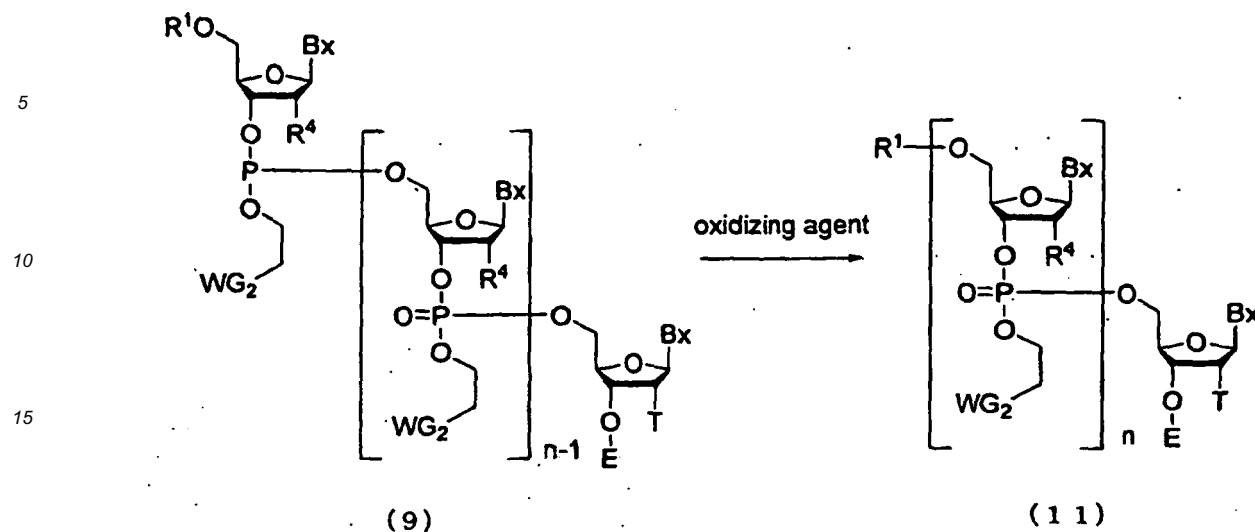 R¹O
Bx
O
5
O
R⁴
P
O
O
WG₂
Bx
O
O
R⁴
10
O=P
O
O
WG₂
n-1
Bx
O
15
O
T
E
oxidizing agent
R¹
O
Bx
O
O
R⁴
O=P
O
O
WG₂
n
Bx
O
O
T
E
(9)
(11)